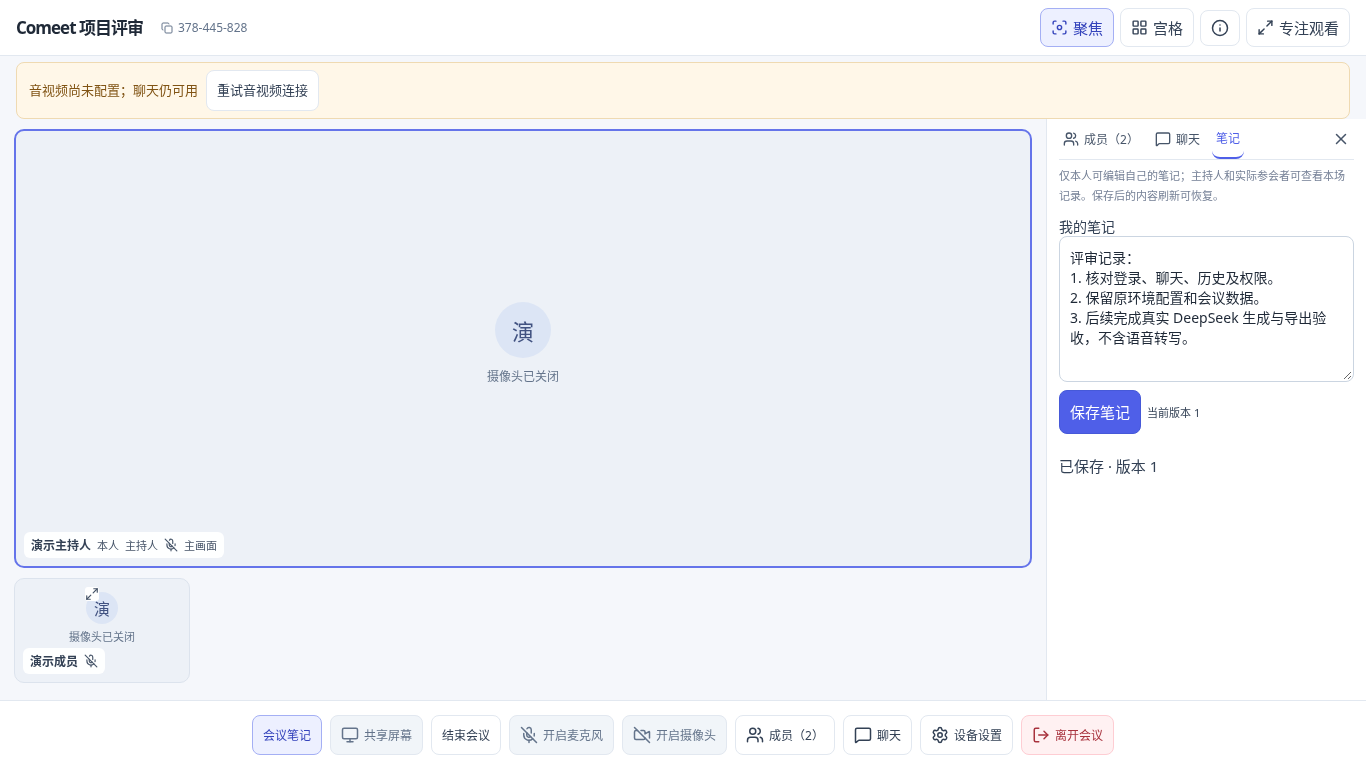 Comeet 项目评审
378-445-828
聚焦
宫格
专注观看
音视频尚未配置；聊天仍可用
重试音视频连接
演
摄像头已关闭
演示主持人 本人 主持人 主画面
演
摄像头已关闭
演示成员
成员（2）
聊天
笔记
仅本人可编辑自己的笔记；主持人和实际参会者可查看本场
记录。保存后的内容刷新可恢复。
我的笔记
评审记录：
1. 核对登录、聊天、历史及权限。
2. 保留原环境配置和会议数据。
3. 后续完成真实 DeepSeek 生成与导出验
收，不含语音转写。
保存笔记
当前版本 1
已保存 · 版本 1
会议笔记
共享屏幕
结束会议
开启麦克风
开启摄像头
成员（2）
聊天
设备设置
离开会议